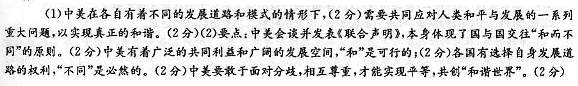 (1)中美在各自有着不同的发展道路和模式的情形下,(2分)需要共同应对人类和平与发展的一系列
重大问题,以实现真正的和谐。(2分)(2)要点:中美会谈并发表《联合声明》,本身体现了国与国交往“和而不
同”的原则。(2分)中美有着广泛的共同利益和广阔的发展空间,“和”是可行的;(2分)各国有选择自身发展道
路的权利,“不同”是必然的。(2分)中美要敢于面对分歧,相互尊重,才能实现平等,共创“和谐世界”。(2分)